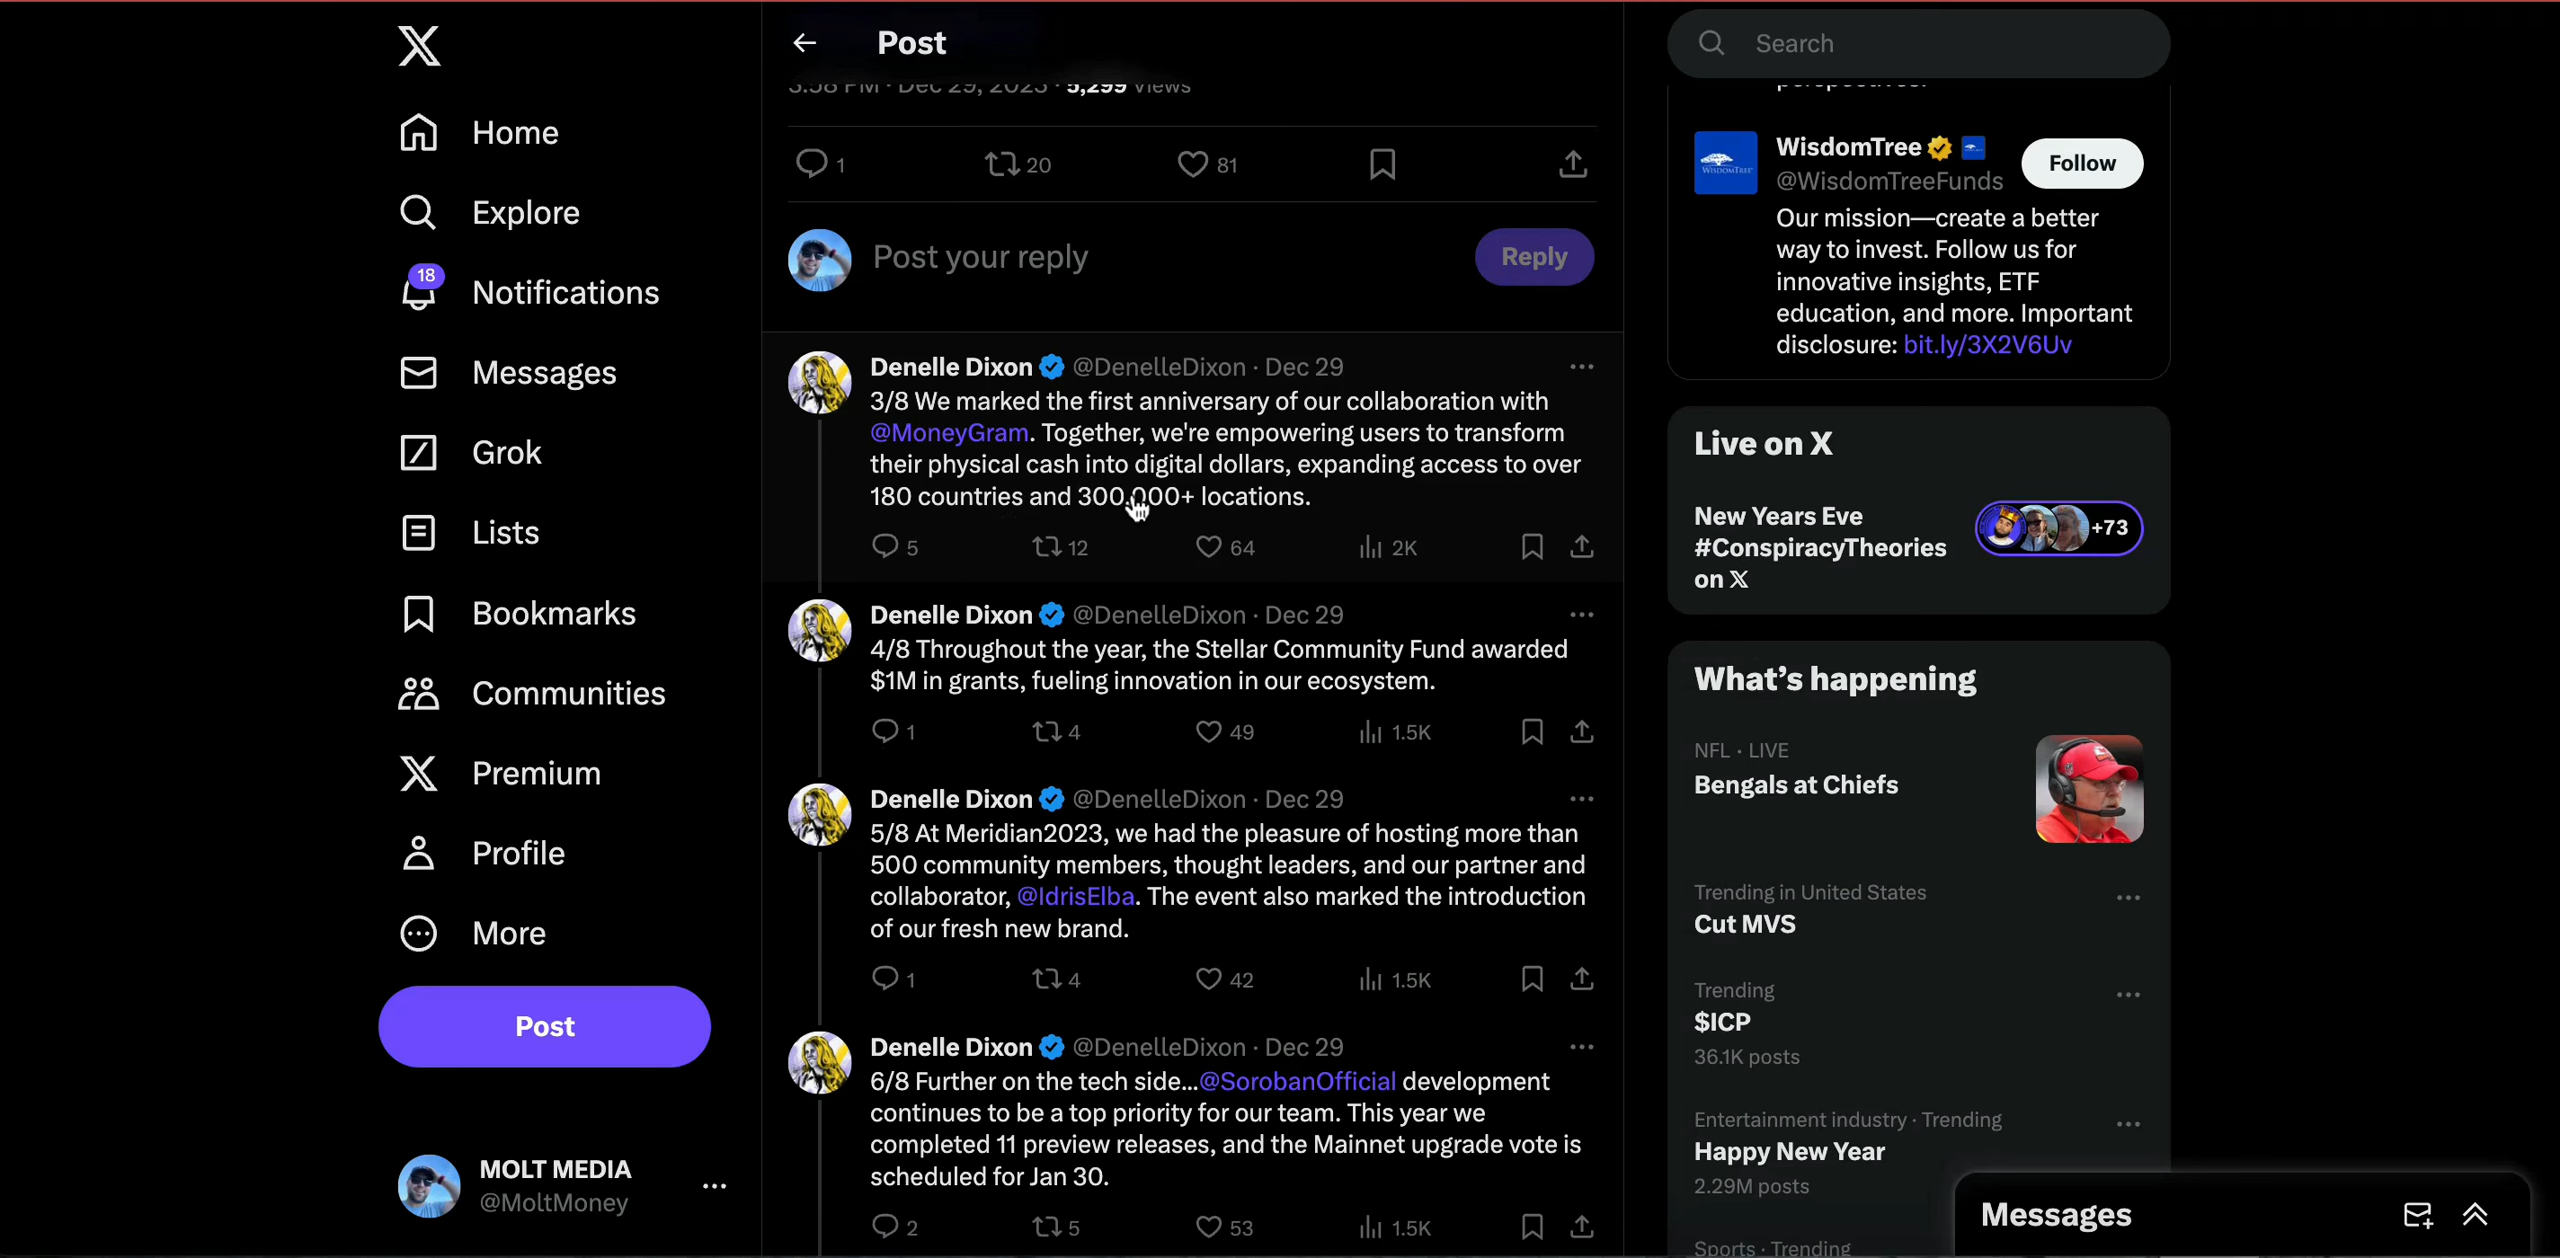 Home
Explore
18
Notifications
Messages
Grok
Lists
Bookmarks
Communities
Premium
Profile
More
Post
MOLT MEDIA
@MoltMoney
Post
3:58 PM · Dec 29, 2023 · 5,299 Views
1 20 81
Post your reply
Reply
Denelle Dixon @DenelleDixon · Dec 29
3/8 We marked the first anniversary of our collaboration with
@MoneyGram. Together, we're empowering users to transform
their physical cash into digital dollars, expanding access to over
180 countries and 300,000+ locations.
5 12 64 2K
Denelle Dixon @DenelleDixon · Dec 29
4/8 Throughout the year, the Stellar Community Fund awarded
$1M in grants, fueling innovation in our ecosystem.
1 4 49 1.5K
Denelle Dixon @DenelleDixon · Dec 29
5/8 At Meridian2023, we had the pleasure of hosting more than
500 community members, thought leaders, and our partner and
collaborator, @IdrisElba. The event also marked the introduction
of our fresh new brand.
1 4 42 1.5K
Denelle Dixon @DenelleDixon · Dec 29
6/8 Further on the tech side...@SorobanOfficial development
continues to be a top priority for our team. This year we
completed 11 preview releases, and the Mainnet upgrade vote is
scheduled for Jan 30.
2 5 53 1.5K
Search
perspectives.
WISDOMTREE
WisdomTree
@WisdomTreeFunds
Follow
Our mission—create a better
way to invest. Follow us for
innovative insights, ETF
education, and more. Important
disclosure: bit.ly/3X2V6Uv
Live on X
New Years Eve
#ConspiracyTheories
on X
+73
What's happening
NFL · LIVE
Bengals at Chiefs
Trending in United States
Cut MVS
Trending
$ICP
36.1K posts
Entertainment industry · Trending
Happy New Year
2.29M posts
Sports · Trending
Messages